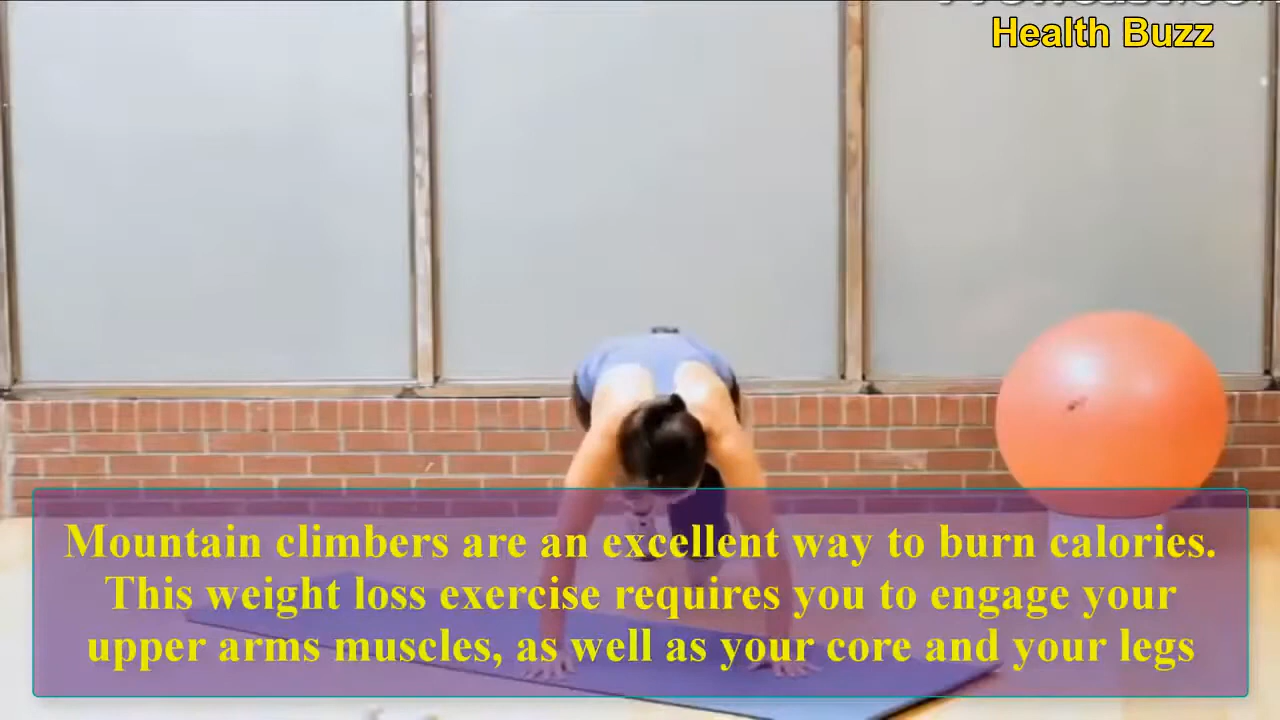 Health Buzz
Mountain climbers are an excellent way to burn calories.
This weight loss exercise requires you to engage your
upper arms muscles, as well as your core and your legs